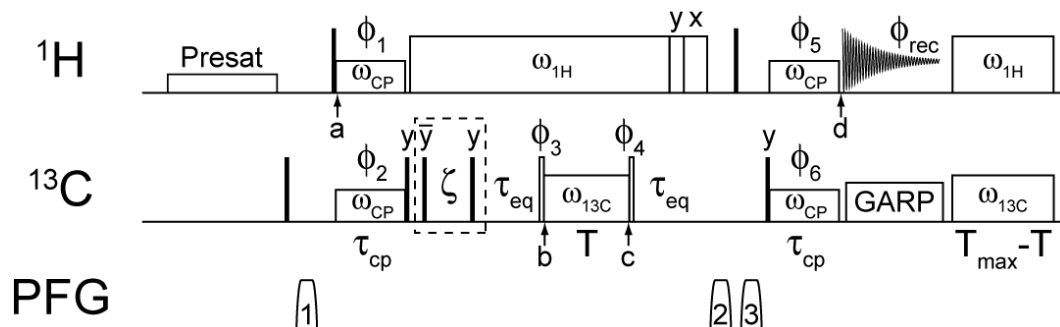 ¹H Presat ϕ₁ ω_CP ω_1H y x ϕ₅ ω_CP ϕ_rec ω_1H
a d
¹³C ϕ₂ ω_CP y ȳ ζ y τ_eq ϕ₃ ω_13C ϕ₄ τ_eq y ϕ₆ ω_CP GARP ω_13C
τ_cp b T c τ_cp T_max-T
PFG 1 2 3